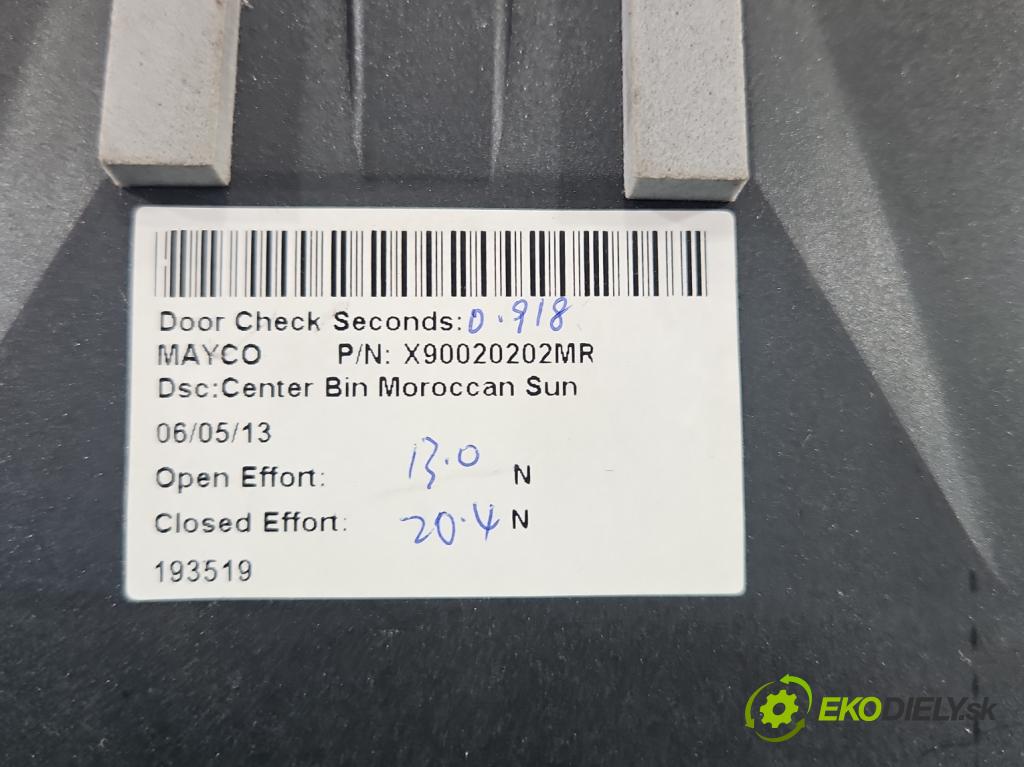 Door Check Seconds: 0.918
MAYCO P/N: X90020202MR
Dsc:Center Bin Moroccan Sun
06/05/13
Open Effort: 13.0 N
Closed Effort: 20.4 N
193519
EKODIELY.sk